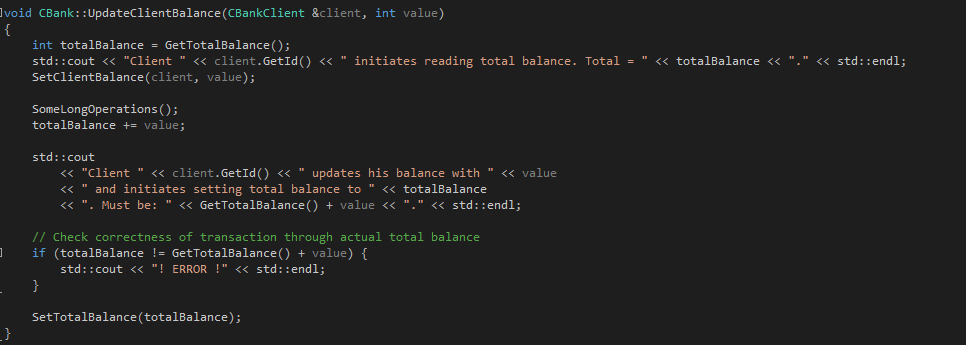 void CBank::UpdateClientBalance(CBankClient &client, int value)
{
    int totalBalance = GetTotalBalance();
    std::cout << "Client " << client.GetId() << " initiates reading total balance. Total = " << totalBalance << "." << std::endl;
    SetClientBalance(client, value);

    SomeLongOperations();
    totalBalance += value;

    std::cout
        << "Client " << client.GetId() << " updates his balance with " << value
        << " and initiates setting total balance to " << totalBalance
        << ". Must be: " << GetTotalBalance() + value << "." << std::endl;

    // Check correctness of transaction through actual total balance
    if (totalBalance != GetTotalBalance() + value) {
        std::cout << "! ERROR !" << std::endl;
    }

    SetTotalBalance(totalBalance);
}